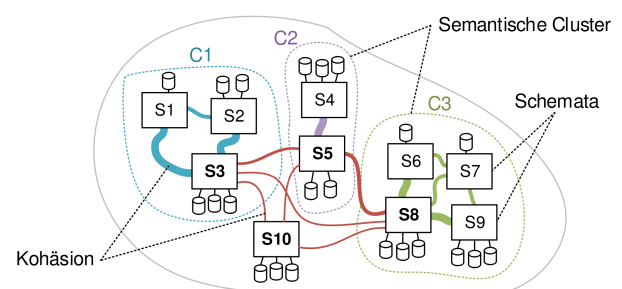 Semantische Cluster
C2
C1
C3
Schemata
S1
S2
S4
S3
S5
S6
S7
S8
S9
S10
Kohäsion